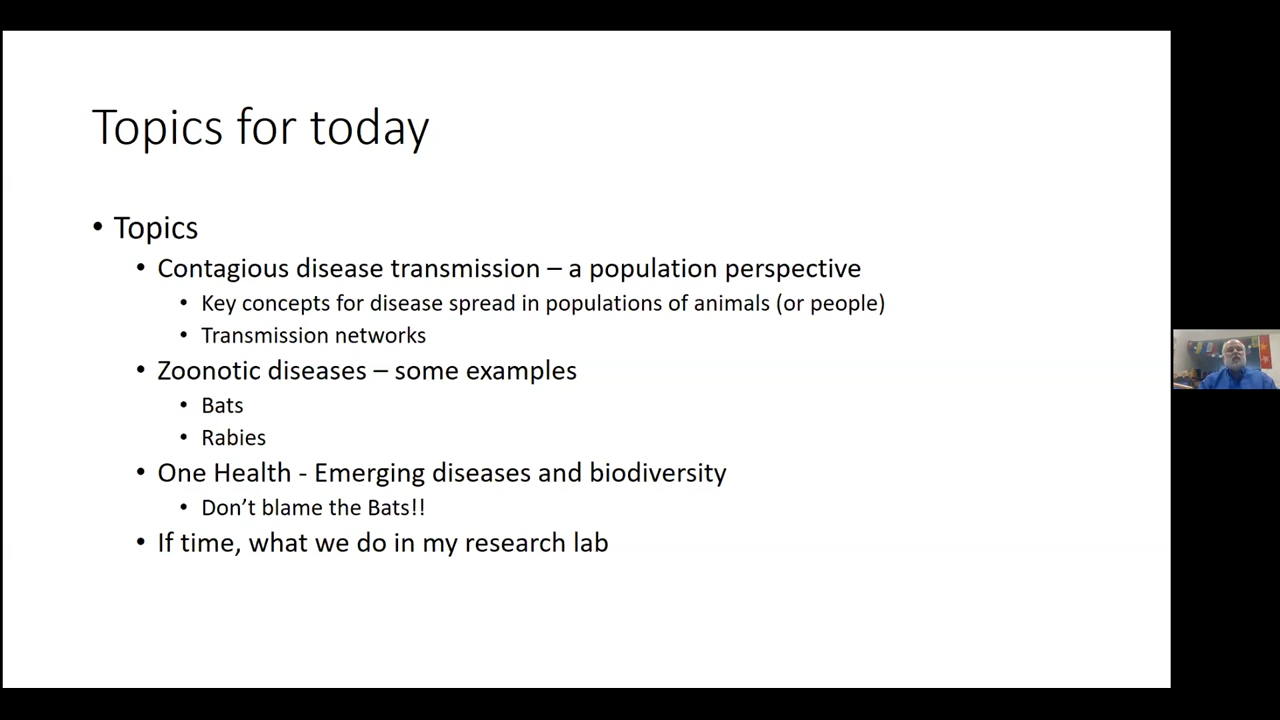 Topics for today
• Topics
• Contagious disease transmission – a population perspective
• Key concepts for disease spread in populations of animals (or people)
• Transmission networks
• Zoonotic diseases – some examples
• Bats
• Rabies
• One Health - Emerging diseases and biodiversity
• Don’t blame the Bats!!
• If time, what we do in my research lab